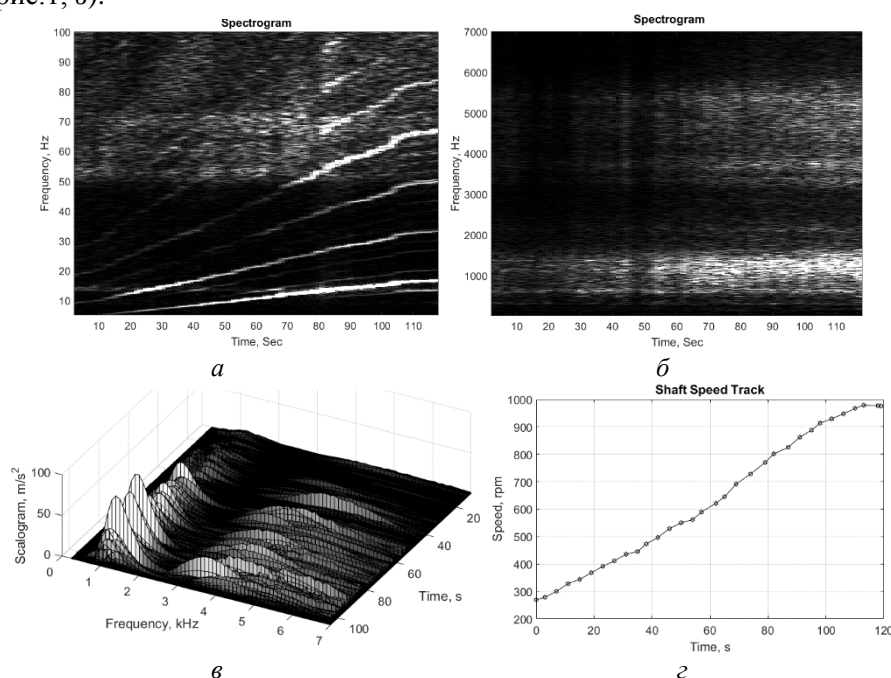 Spectrogram
100
90
80
70
60
50
40
30
20
10
Frequency, Hz
10 20 30 40 50 60 70 80 90 100 110
Time, Sec
а
Spectrogram
7000
6000
5000
4000
3000
2000
1000
Frequency, Hz
10 20 30 40 50 60 70 80 90 100 110
Time, Sec
б
100
50
0
Scalogram, m/s²
0 1 2 3 4 5 6 7
Frequency, kHz
20
40
60
80
100
Time, s
в
Shaft Speed Track
1000
900
800
700
600
500
400
300
200
Speed, rpm
0 20 40 60 80 100 120
Time, s
г